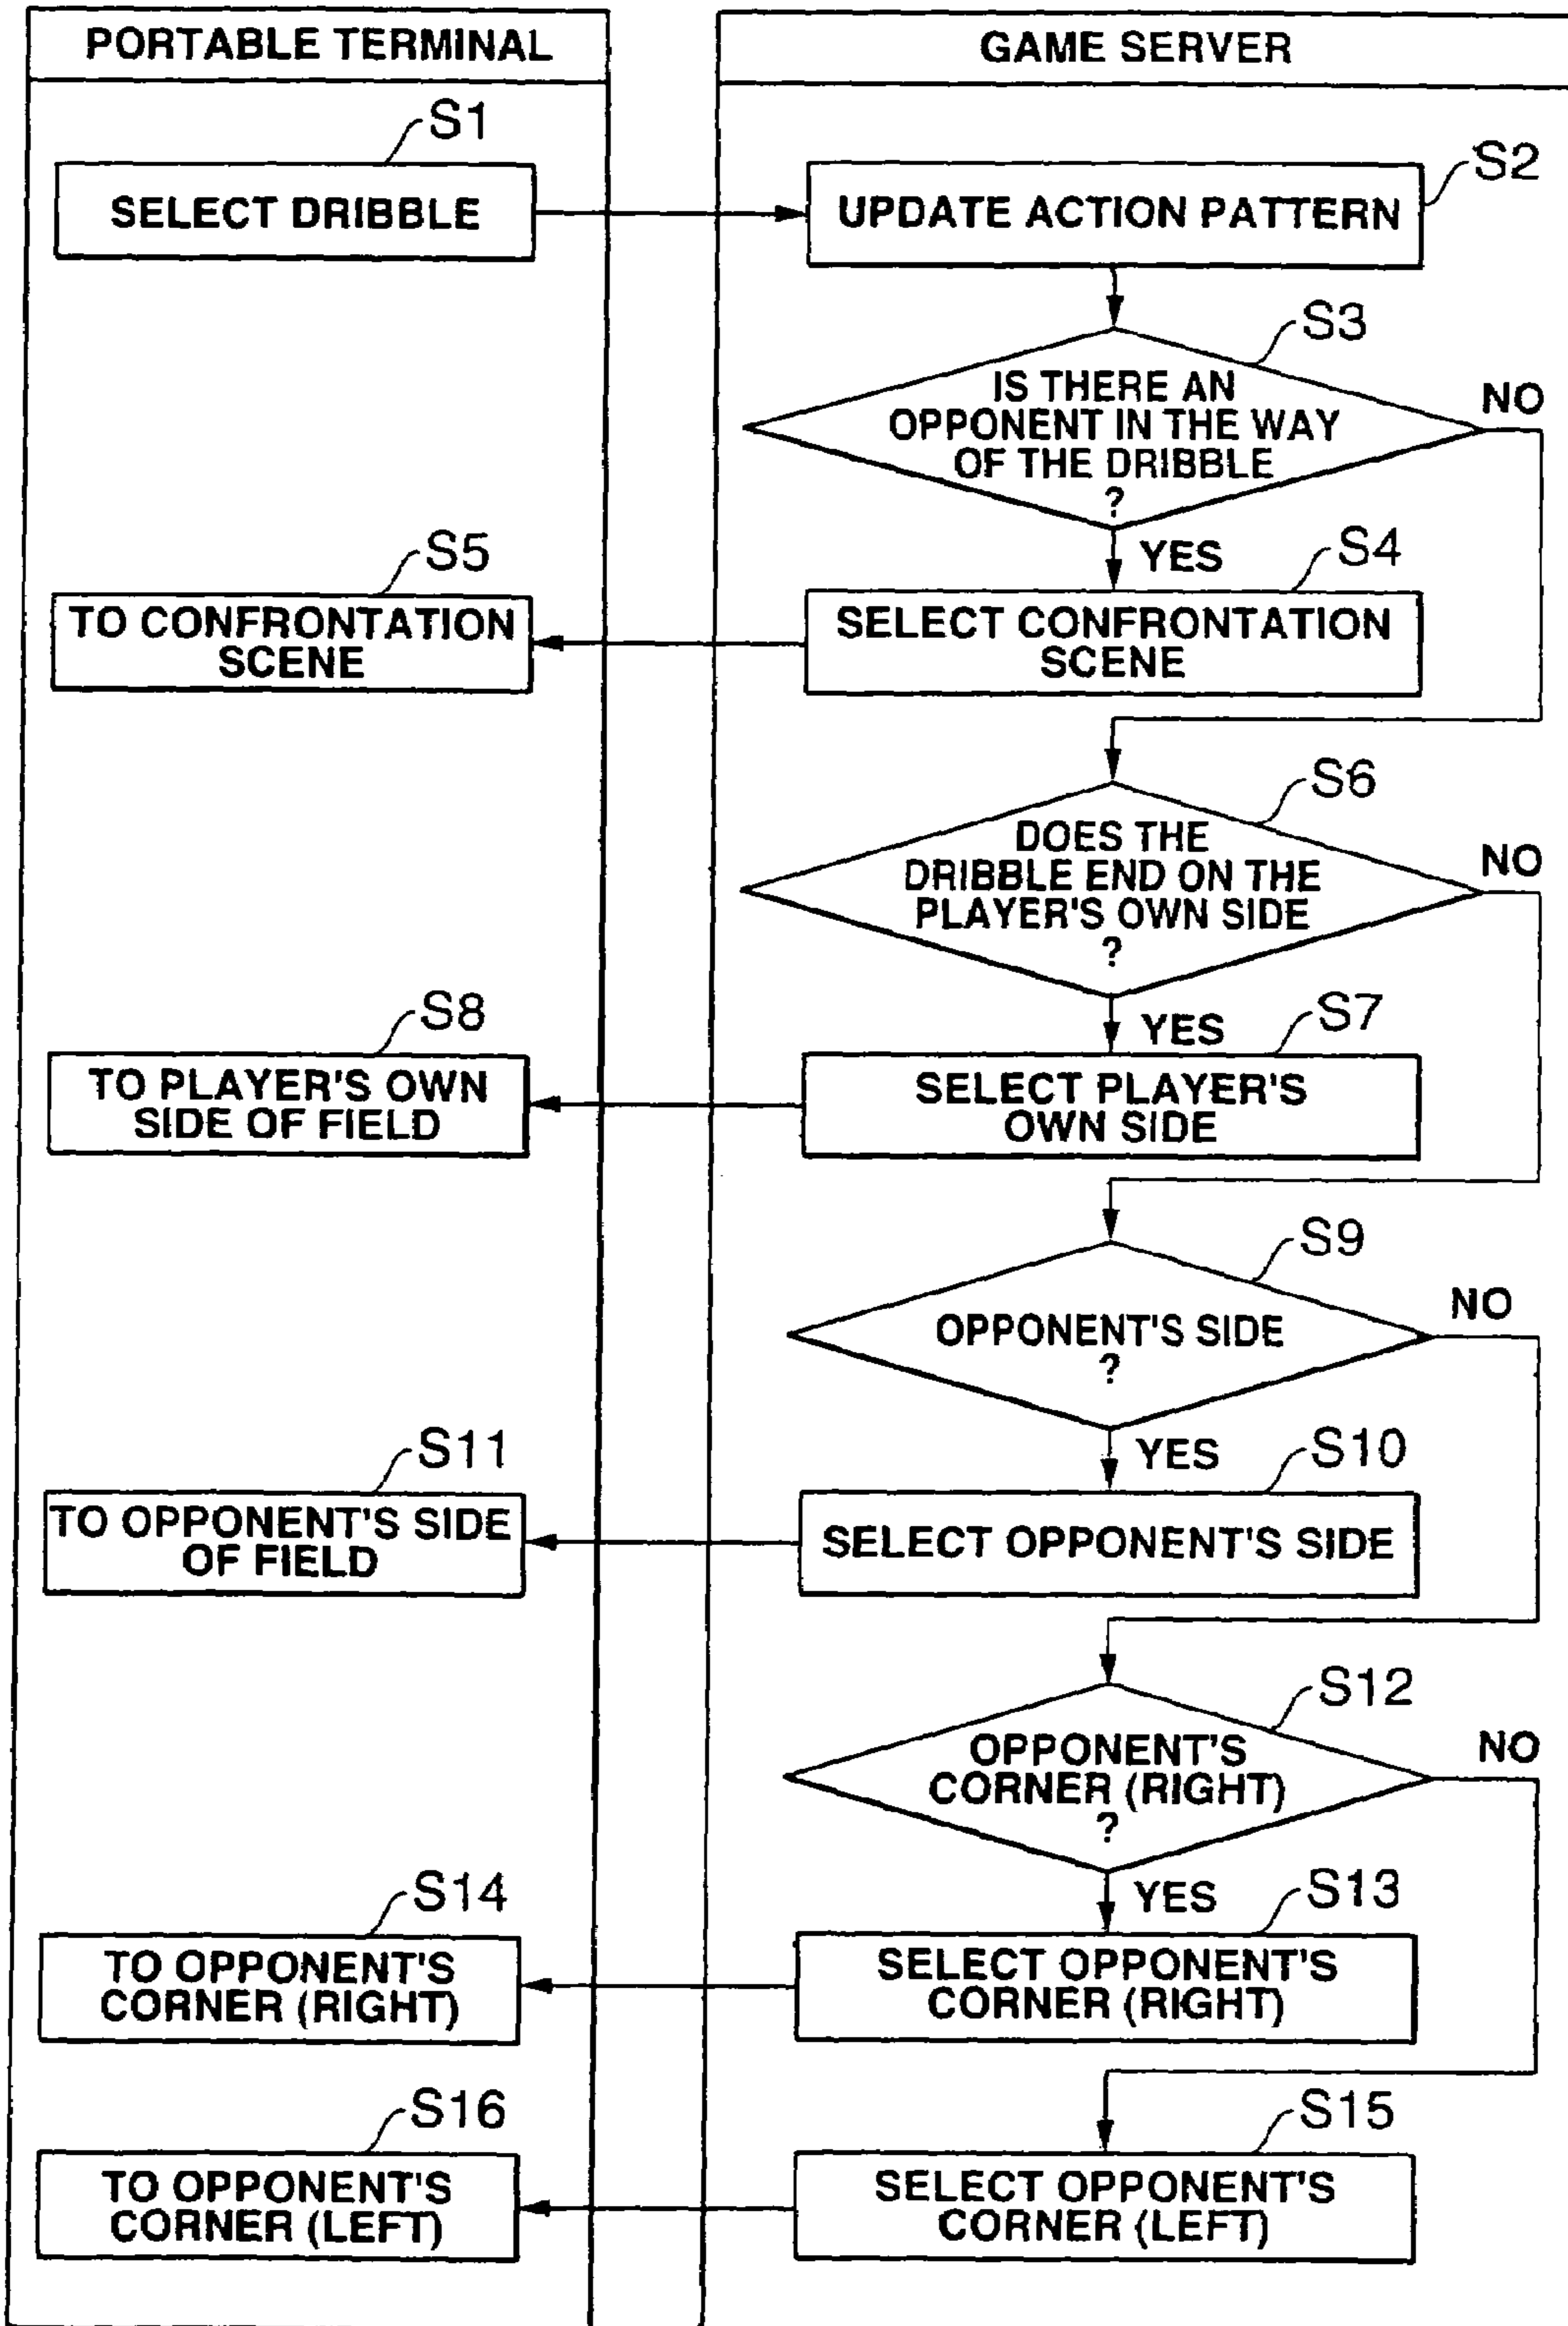 PORTABLE TERMINAL
GAME SERVER
S1
SELECT DRIBBLE
S2
UPDATE ACTION PATTERN
S3
IS THERE AN
OPPONENT IN THE WAY
OF THE DRIBBLE
?
NO
YES
S4
SELECT CONFRONTATION
SCENE
S5
TO CONFRONTATION
SCENE
S6
DOES THE
DRIBBLE END ON THE
PLAYER'S OWN SIDE
?
NO
YES
S7
SELECT PLAYER'S
OWN SIDE
S8
TO PLAYER'S OWN
SIDE OF FIELD
S9
OPPONENT'S SIDE
?
NO
YES
S10
SELECT OPPONENT'S SIDE
S11
TO OPPONENT'S SIDE
OF FIELD
S12
OPPONENT'S
CORNER (RIGHT)
?
NO
YES
S13
SELECT OPPONENT'S
CORNER (RIGHT)
S14
TO OPPONENT'S
CORNER (RIGHT)
S15
SELECT OPPONENT'S
CORNER (LEFT)
S16
TO OPPONENT'S
CORNER (LEFT)